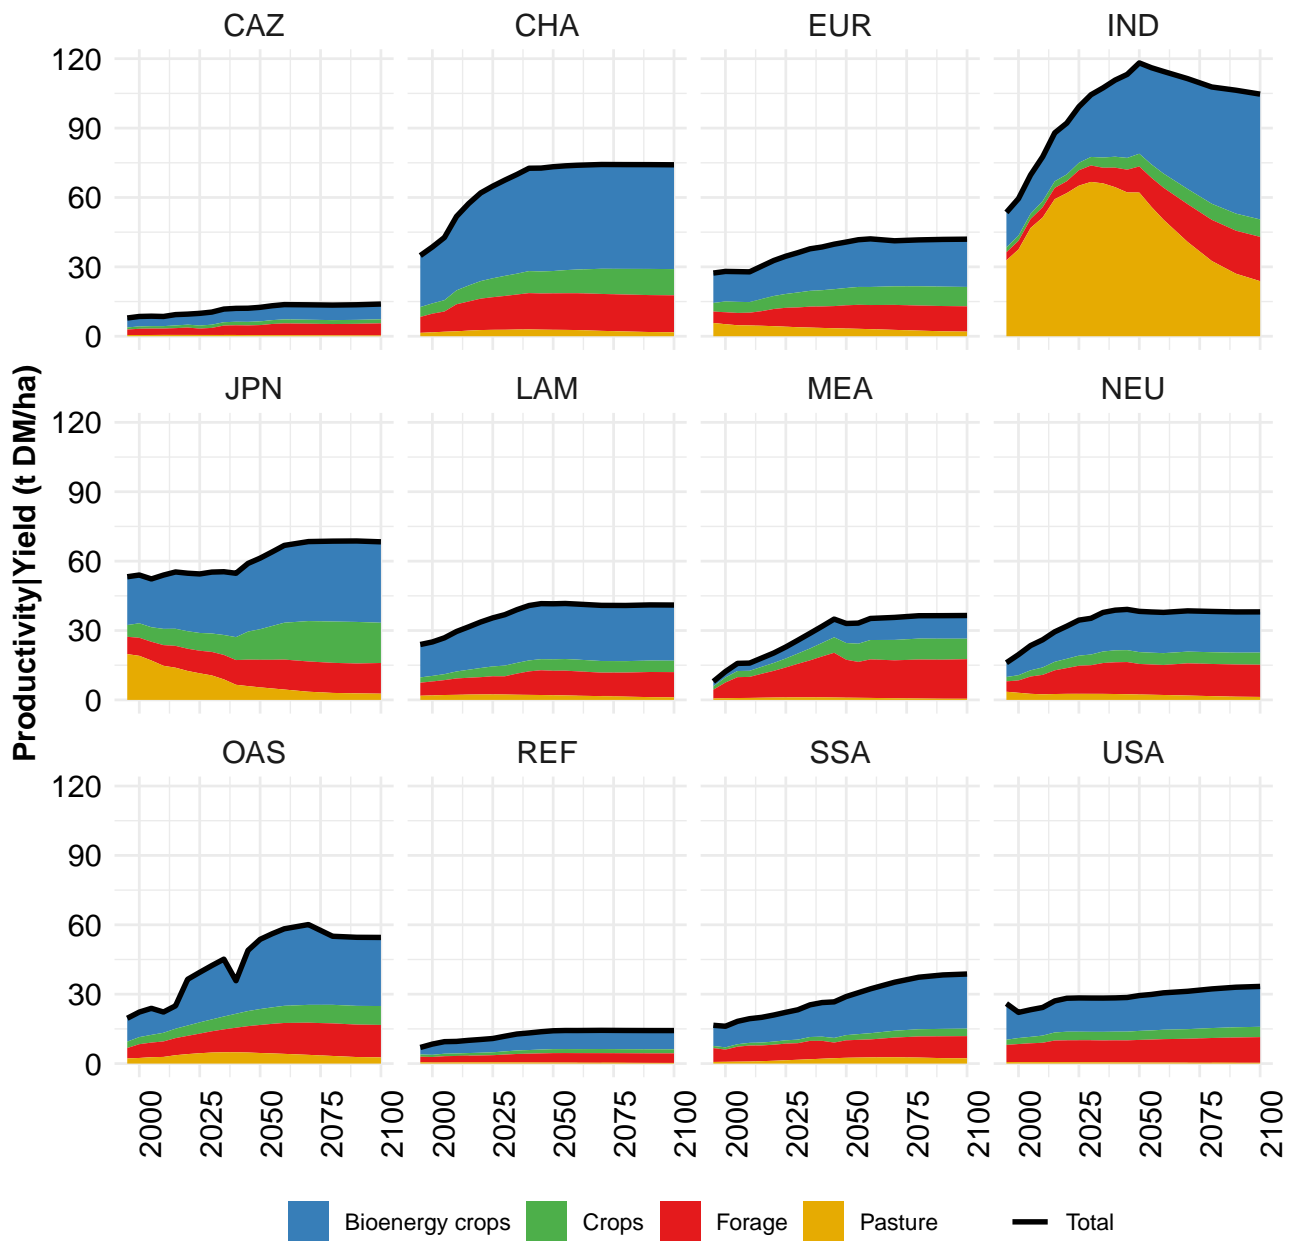 CAZ CHA EUR IND
120
90
60
30
0
JPN LAM MEA NEU
120
90
60
30
0
Productivity|Yield (t DM/ha)
OAS REF SSA USA
120
90
60
30
0
2000 2025 2050 2075 2100 2000 2025 2050 2075 2100 2000 2025 2050 2075 2100 2000 2025 2050 2075 2100
Bioenergy crops Crops Forage Pasture Total